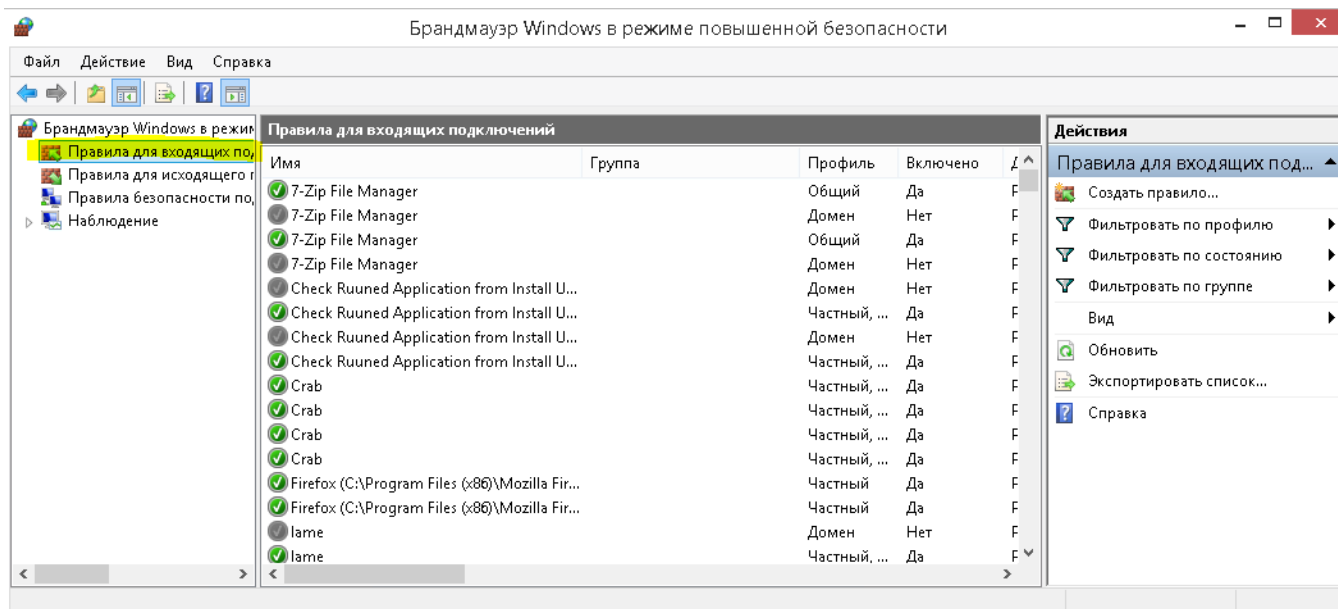 Брандмауэр Windows в режиме повышенной безопасности
Файл Действие Вид Справка
Брандмауэр Windows в режим
Правила для входящих по
Правила для исходящего
Правила безопасности по
Наблюдение
Правила для входящих подключений
Имя Группа Профиль Включено
7-Zip File Manager Общий Да
7-Zip File Manager Домен Нет
7-Zip File Manager Общий Да
7-Zip File Manager Домен Нет
Check Ruuned Application from Install U... Домен Нет
Check Ruuned Application from Install U... Частный, ... Да
Check Ruuned Application from Install U... Домен Нет
Check Ruuned Application from Install U... Частный, ... Да
Crab Частный, ... Да
Crab Частный, ... Да
Crab Частный, ... Да
Crab Частный, ... Да
Firefox (C:\Program Files (x86)\Mozilla Fir... Частный Да
Firefox (C:\Program Files (x86)\Mozilla Fir... Частный Да
lame Домен Нет
lame Частный, ... Да
Действия
Правила для входящих под...
Создать правило...
Фильтровать по профилю
Фильтровать по состоянию
Фильтровать по группе
Вид
Обновить
Экспортировать список...
Справка